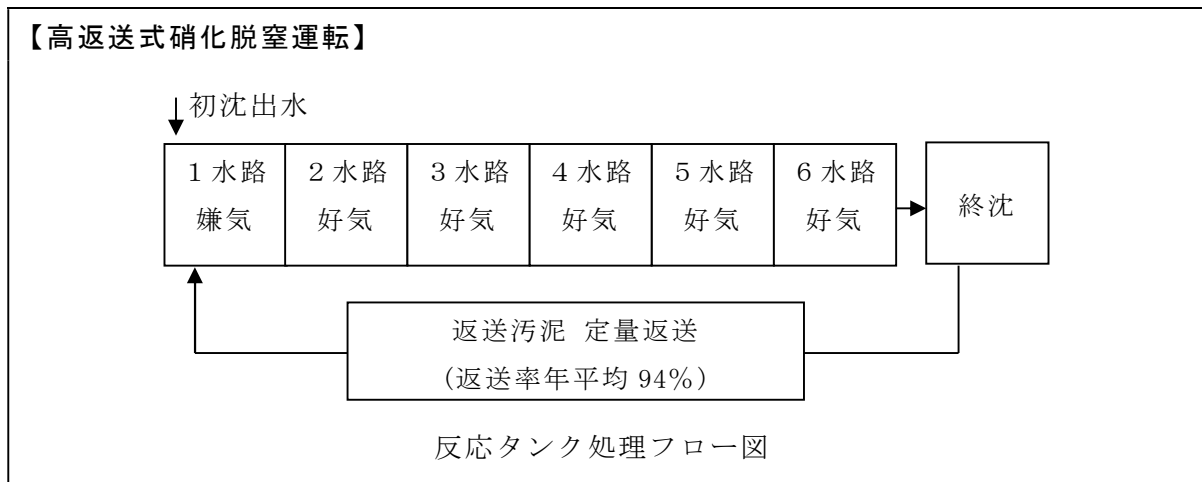 【高返送式硝化脱窒運転】
初沈出水
1水路
嫌気
2水路
好気
3水路
好気
4水路
好気
5水路
好気
6水路
好気
終沈
返送汚泥 定量返送
(返送率年平均 94%)
反応タンク処理フロー図